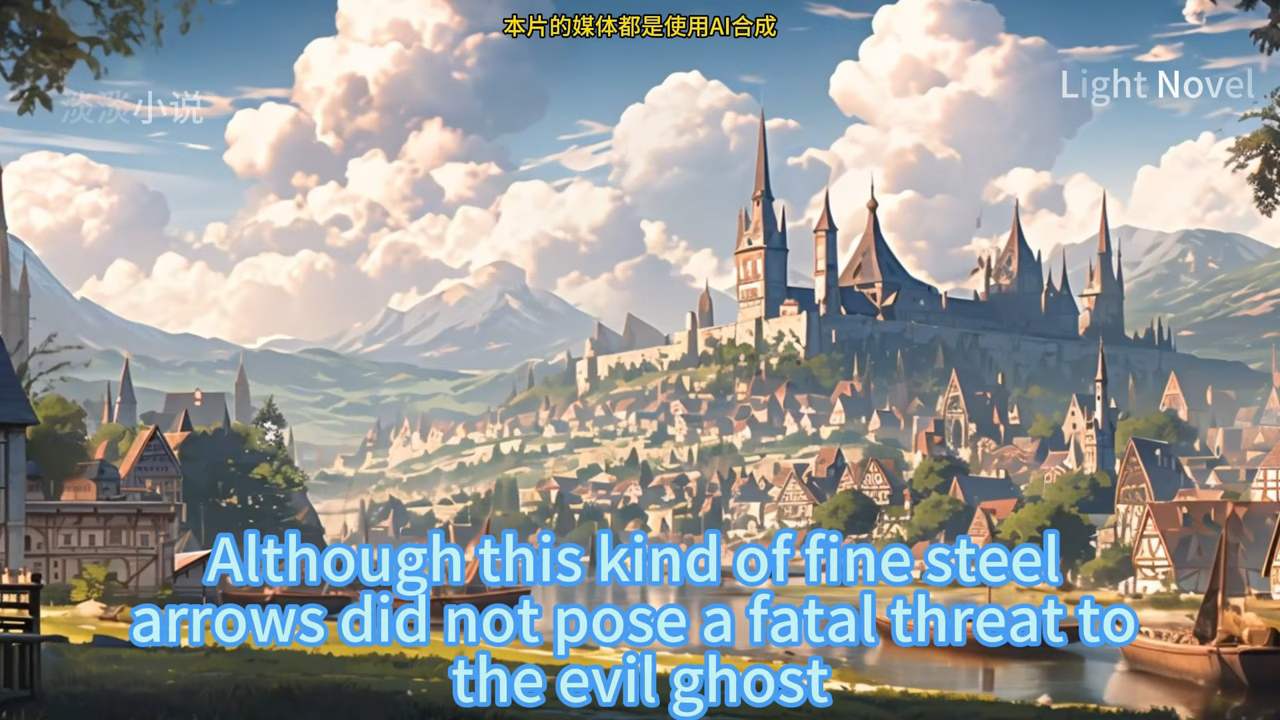 本片的媒体都是使用AI合成
淡淡小说
Light Novel
Although this kind of fine steel
arrows did not pose a fatal threat to
the evil ghost